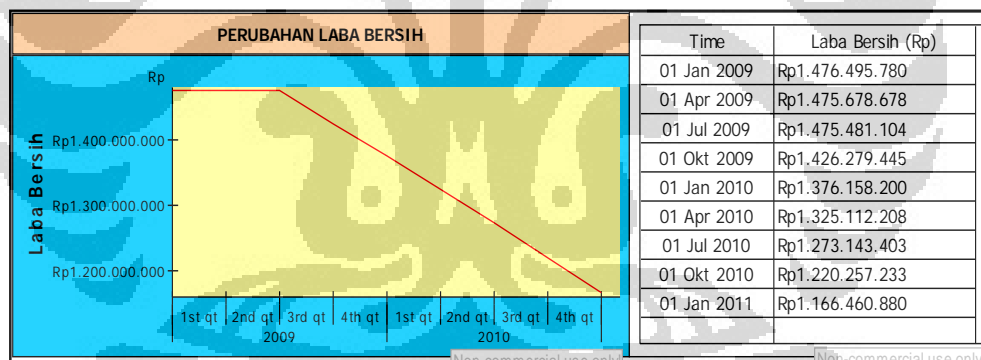 PERUBAHAN LABA BERSIH
Rp
Laba Bersih
Rp1.400.000.000
Rp1.300.000.000
Rp1.200.000.000
1st qt 2nd qt 3rd qt 4th qt 1st qt 2nd qt 3rd qt 4th qt
2009 2010
Non-commercial use only!
Time Laba Bersih (Rp)
01 Jan 2009 Rp1.476.495.780
01 Apr 2009 Rp1.475.678.678
01 Jul 2009 Rp1.475.481.104
01 Okt 2009 Rp1.426.279.445
01 Jan 2010 Rp1.376.158.200
01 Apr 2010 Rp1.325.112.208
01 Jul 2010 Rp1.273.143.403
01 Okt 2010 Rp1.220.257.233
01 Jan 2011 Rp1.166.460.880
Non-commercial use only